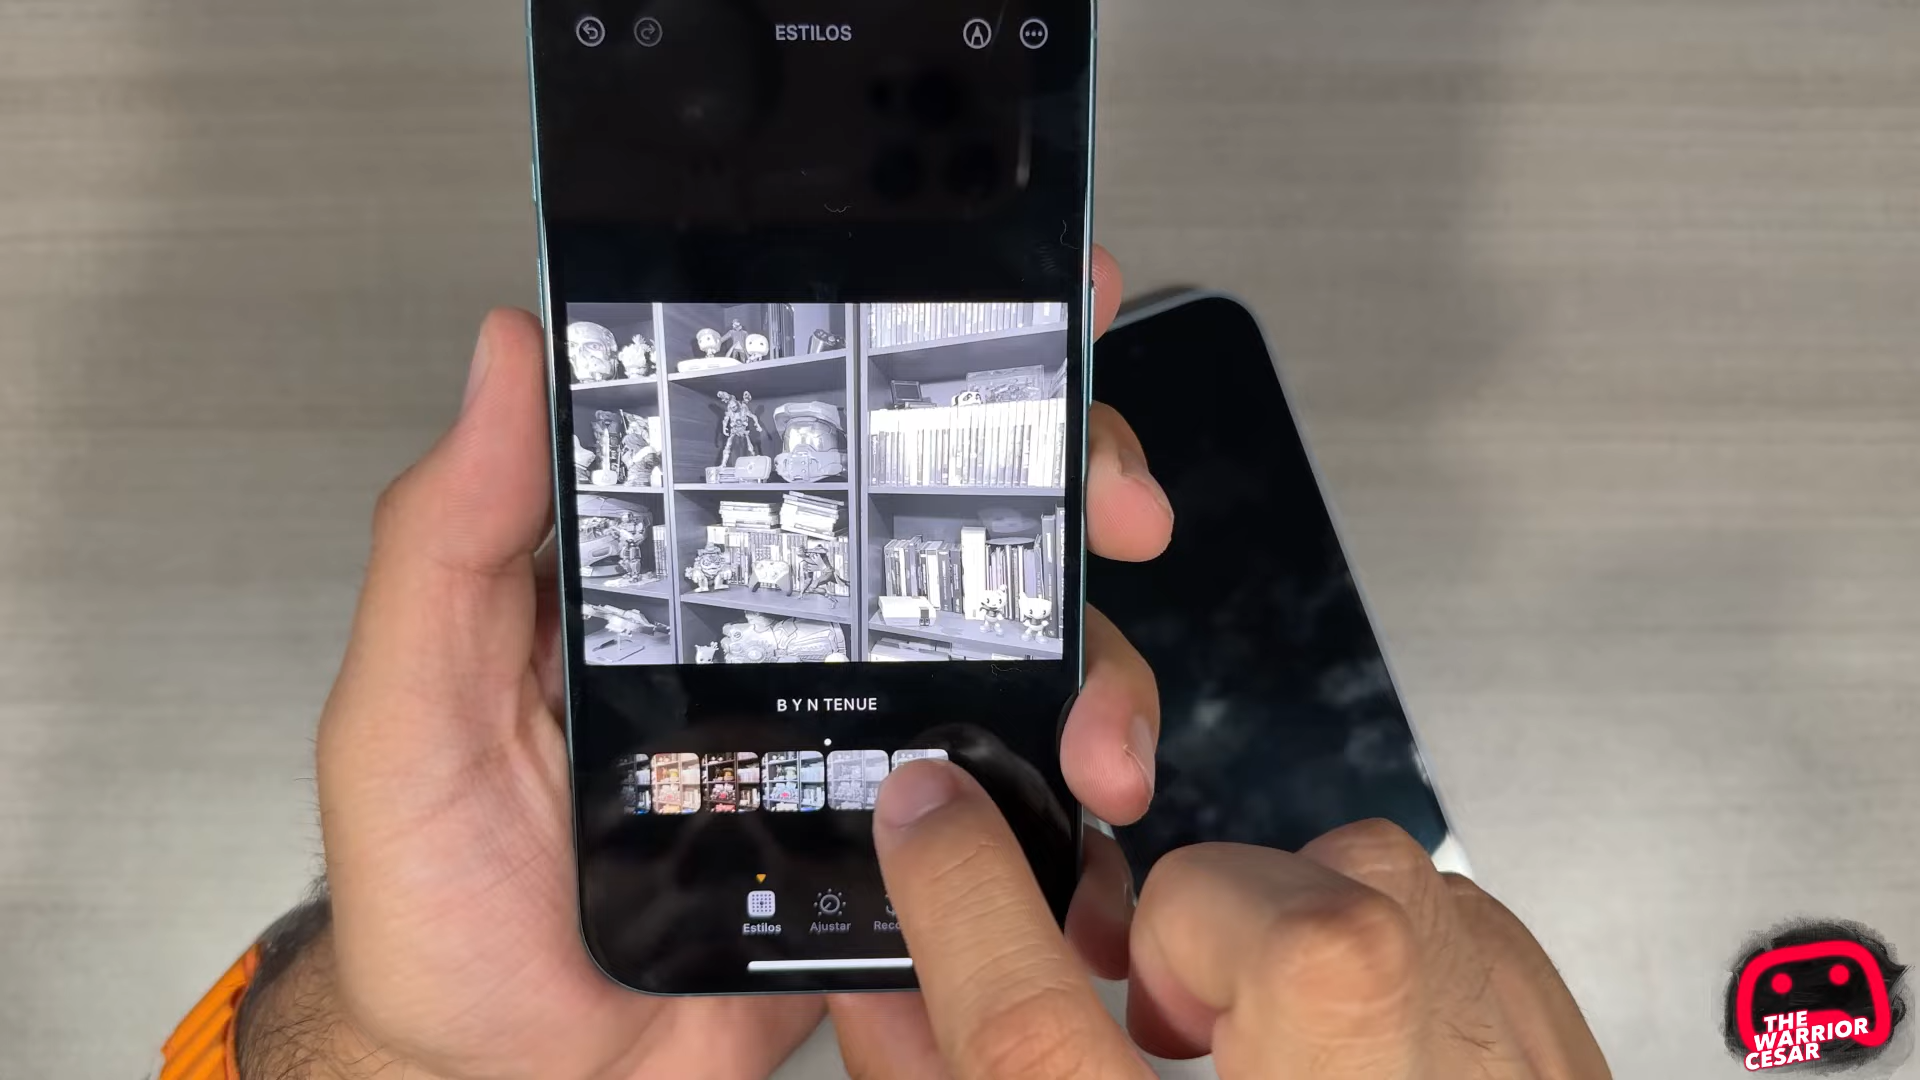 ESTILOS
B Y N TENUE
Estilos
Ajustar
THE
WARRIOR
CESAR